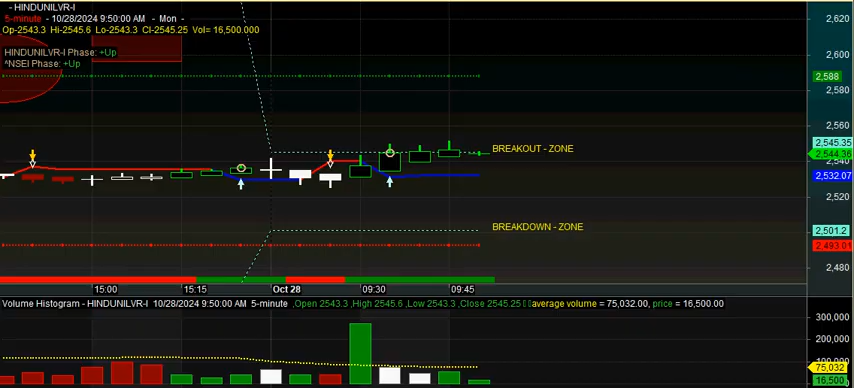 - HINDUNILVR-I
5-minute - 10/28/2024 9:50:00 AM - Mon -
Op-2543.3 Hi-2545.6 Lo-2543.3 Cl-2545.25 Vol= 16,500.000
HINDUNILVR-I Phase: +Up
^NSEI Phase: +Up
2,620
2,600
2,588
2,580
2,560
2,545.35
BREAKOUT - ZONE
2,544.36
2,532.07
2,520
BREAKDOWN - ZONE
2,501.2
2,493.01
2,480
15:00 15:15 Oct 28 09:30 09:45
Volume Histogram - HINDUNILVR-I 10/28/2024 9:50:00 AM 5-minute ,Open 2543.3 ,High 2545.6 ,Low 2543.3 ,Close 2545.25 average volume = 75,032.00, price = 16,500.00
300,000
200,000
100,000
75,032
16,500